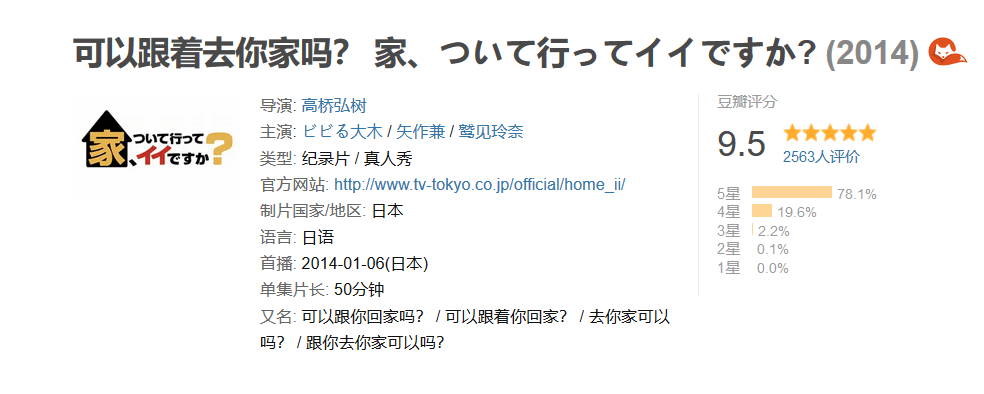 可以跟着去你家吗? 家、ついて行ってイイですか? (2014)
家、ついて行ってイイですか?
导演: 高桥弘树
主演: ビビる大木 / 矢作兼 / 鹫见玲奈
类型: 纪录片 / 真人秀
官方网站: http://www.tv-tokyo.co.jp/official/home_ii/
制片国家/地区: 日本
语言: 日语
首播: 2014-01-06(日本)
单集片长: 50分钟
又名: 可以跟你回家吗? / 可以跟着你回家? / 去你家可以
吗? / 跟你去你家可以吗?
豆瓣评分
9.5
2563人评价
5星 78.1%
4星 19.6%
3星 2.2%
2星 0.1%
1星 0.0%